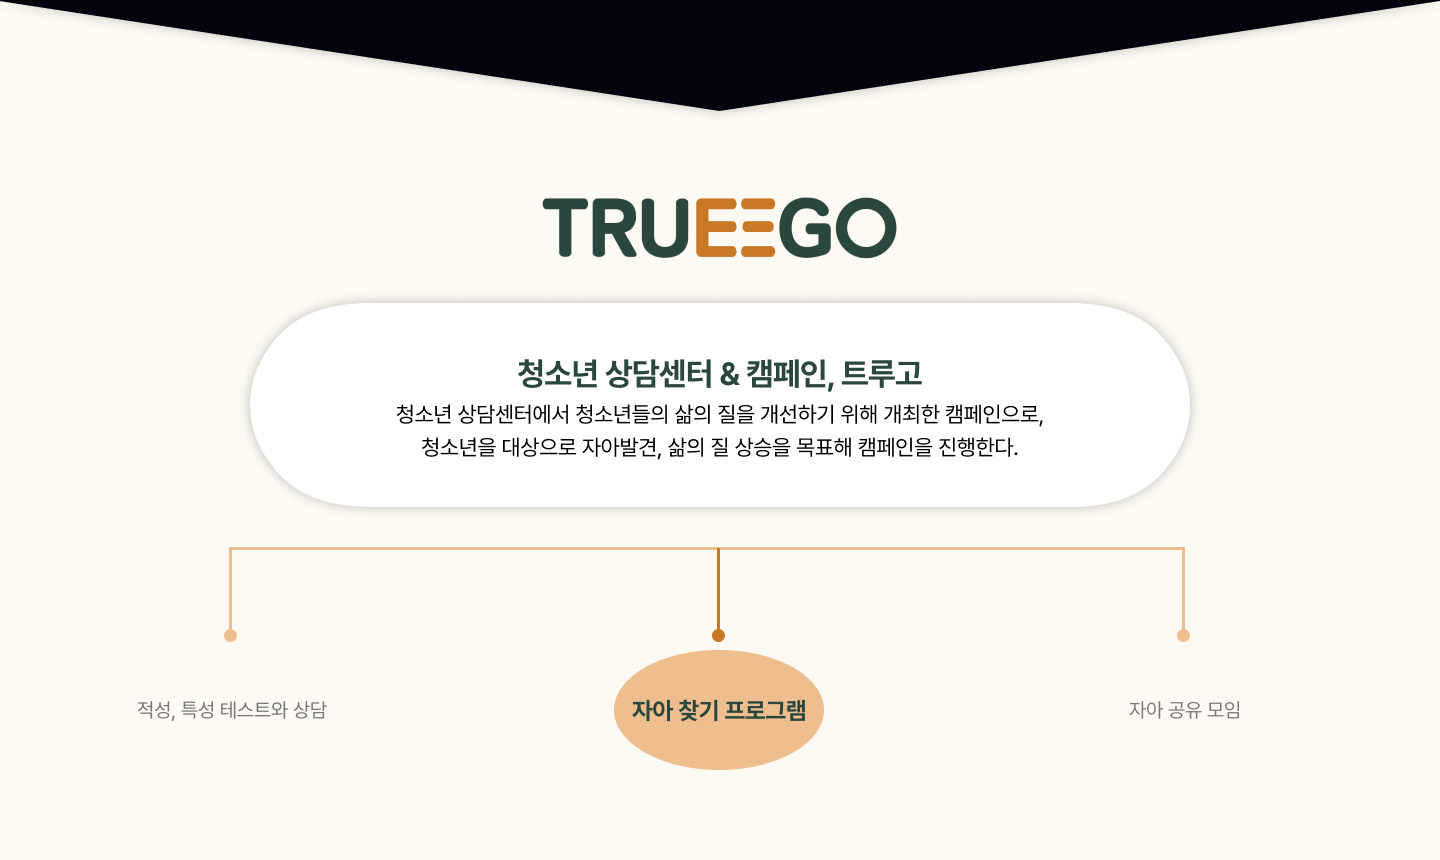 TRUEEGO
청소년 상담센터 & 캠페인, 트루고
청소년 상담센터에서 청소년들의 삶의 질을 개선하기 위해 개최한 캠페인으로,
청소년을 대상으로 자아발견, 삶의 질 상승을 목표해 캠페인을 진행한다.
적성, 특성 테스트와 상담
자아 찾기 프로그램
자아 공유 모임